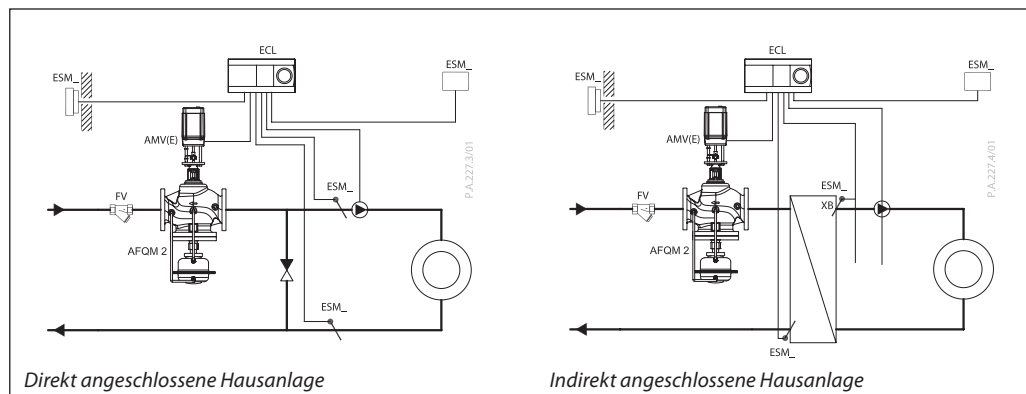 ECL
ESM_
ESM_
AMV(E)
P.A.227.3/01
FV
ESM_
AFQM 2
ESM_
Direkt angeschlossene Hausanlage
ECL
ESM_
ESM_
AMV(E)
P.A.227.4/01
FV
ESM_
XB
AFQM 2
ESM_
Indirekt angeschlossene Hausanlage